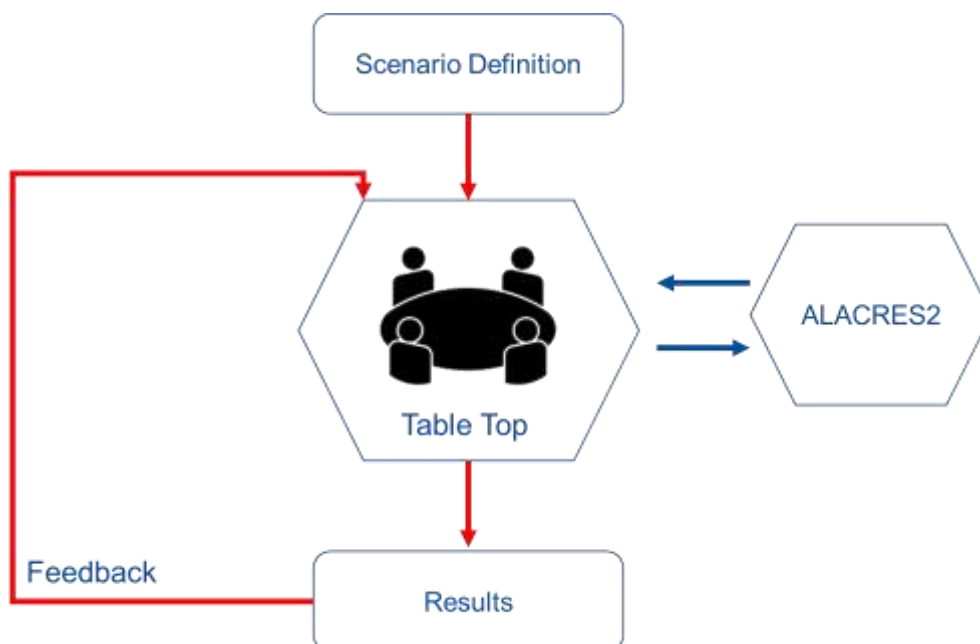 Scenario Definition
ALACRES2
Table Top
Feedback
Results